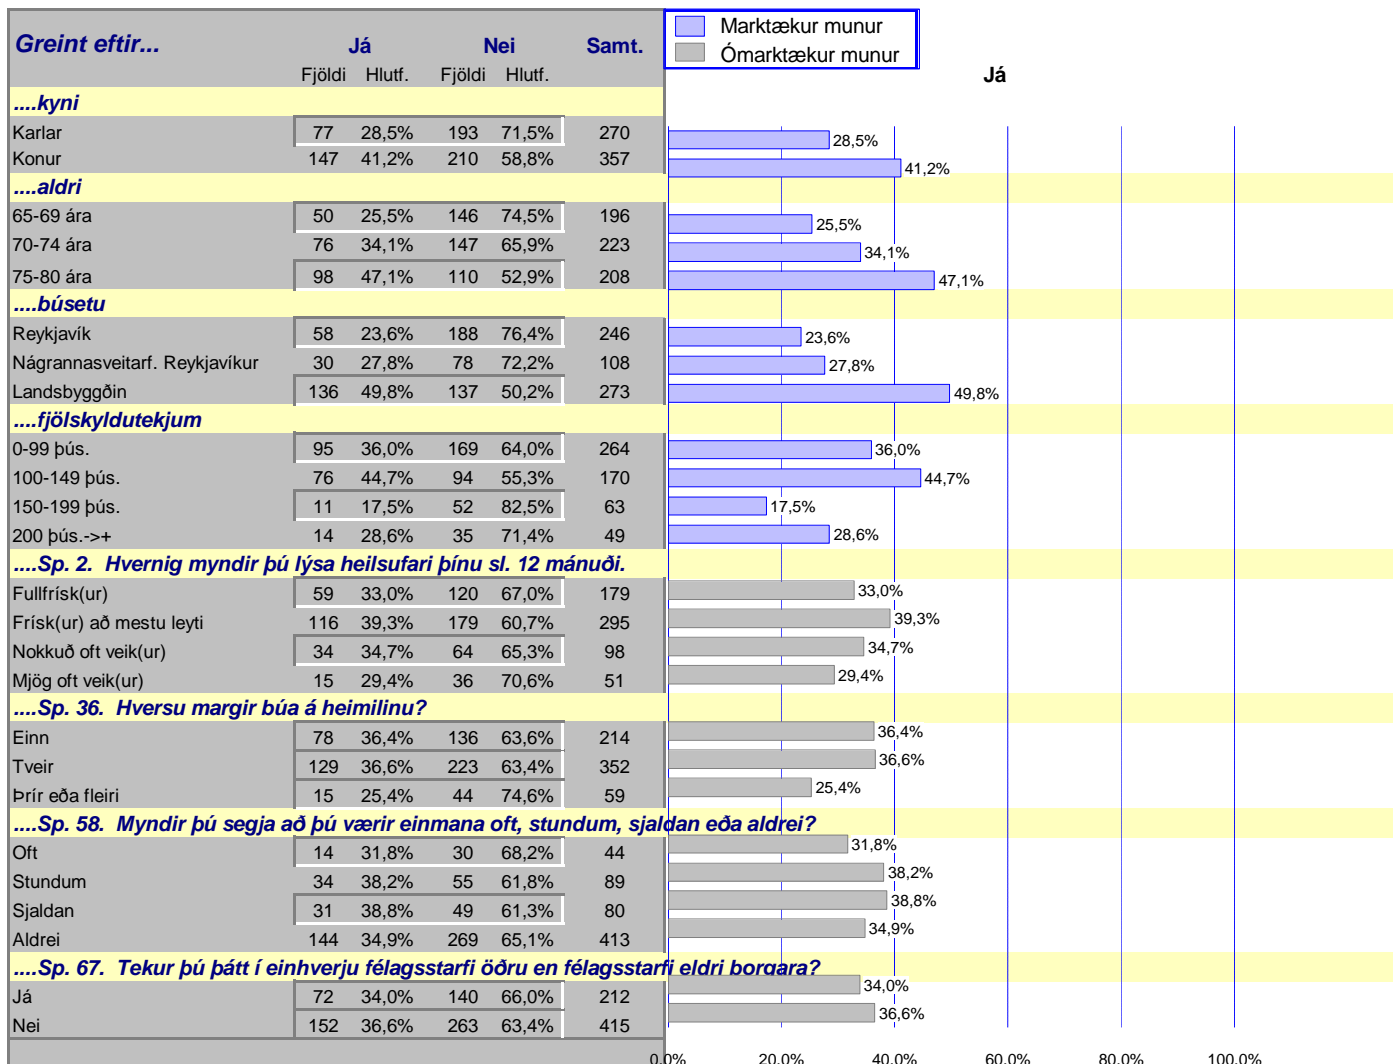 Greint eftir... Já Nei Samt.
Fjöldi Hlutf. Fjöldi Hlutf.
Marktækur munur
Ómarktækur munur
Já
....kyni
Karlar 77 28,5% 193 71,5% 270 28,5%
Konur 147 41,2% 210 58,8% 357 41,2%
....aldri
65-69 ára 50 25,5% 146 74,5% 196 25,5%
70-74 ára 76 34,1% 147 65,9% 223 34,1%
75-80 ára 98 47,1% 110 52,9% 208 47,1%
....búsetu
Reykjavík 58 23,6% 188 76,4% 246 23,6%
Nágrannasveitarf. Reykjavíkur 30 27,8% 78 72,2% 108 27,8%
Landsbyggðin 136 49,8% 137 50,2% 273 49,8%
....fjölskyldutekjum
0-99 þús. 95 36,0% 169 64,0% 264 36,0%
100-149 þús. 76 44,7% 94 55,3% 170 44,7%
150-199 þús. 11 17,5% 52 82,5% 63 17,5%
200 þús.->+ 14 28,6% 35 71,4% 49 28,6%
....Sp. 2. Hvernig myndir þú lýsa heilsufari þínu sl. 12 mánuði.
Fullfrísk(ur) 59 33,0% 120 67,0% 179 33,0%
Frísk(ur) að mestu leyti 116 39,3% 179 60,7% 295 39,3%
Nokkuð oft veik(ur) 34 34,7% 64 65,3% 98 34,7%
Mjög oft veik(ur) 15 29,4% 36 70,6% 51 29,4%
....Sp. 36. Hversu margir búa á heimilinu?
Einn 78 36,4% 136 63,6% 214 36,4%
Tveir 129 36,6% 223 63,4% 352 36,6%
Þrír eða fleiri 15 25,4% 44 74,6% 59 25,4%
....Sp. 58. Myndir þú segja að þú værir einmana oft, stundum, sjaldan eða aldrei?
Oft 14 31,8% 30 68,2% 44 31,8%
Stundum 34 38,2% 55 61,8% 89 38,2%
Sjaldan 31 38,8% 49 61,3% 80 38,8%
Aldrei 144 34,9% 269 65,1% 413 34,9%
....Sp. 67. Tekur þú þátt í einhverju félagsstarfi öðru en félagsstarfi eldri borgara?
Já 72 34,0% 140 66,0% 212 34,0%
Nei 152 36,6% 263 63,4% 415 36,6%
0,0% 20,0% 40,0% 60,0% 80,0% 100,0%